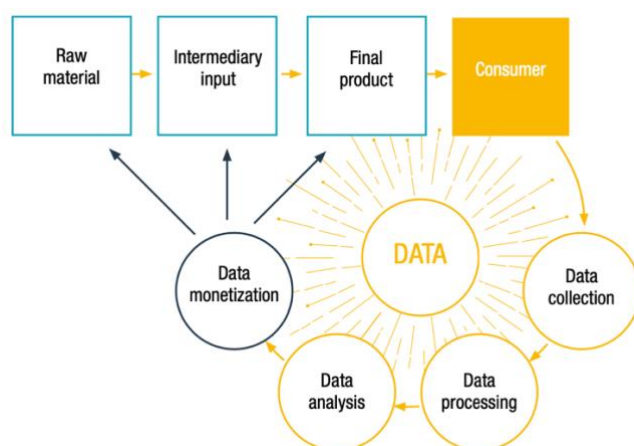 Raw
material
Intermediary
input
Final
product
Consumer
DATA
Data
monetization
Data
collection
Data
analysis
Data
processing